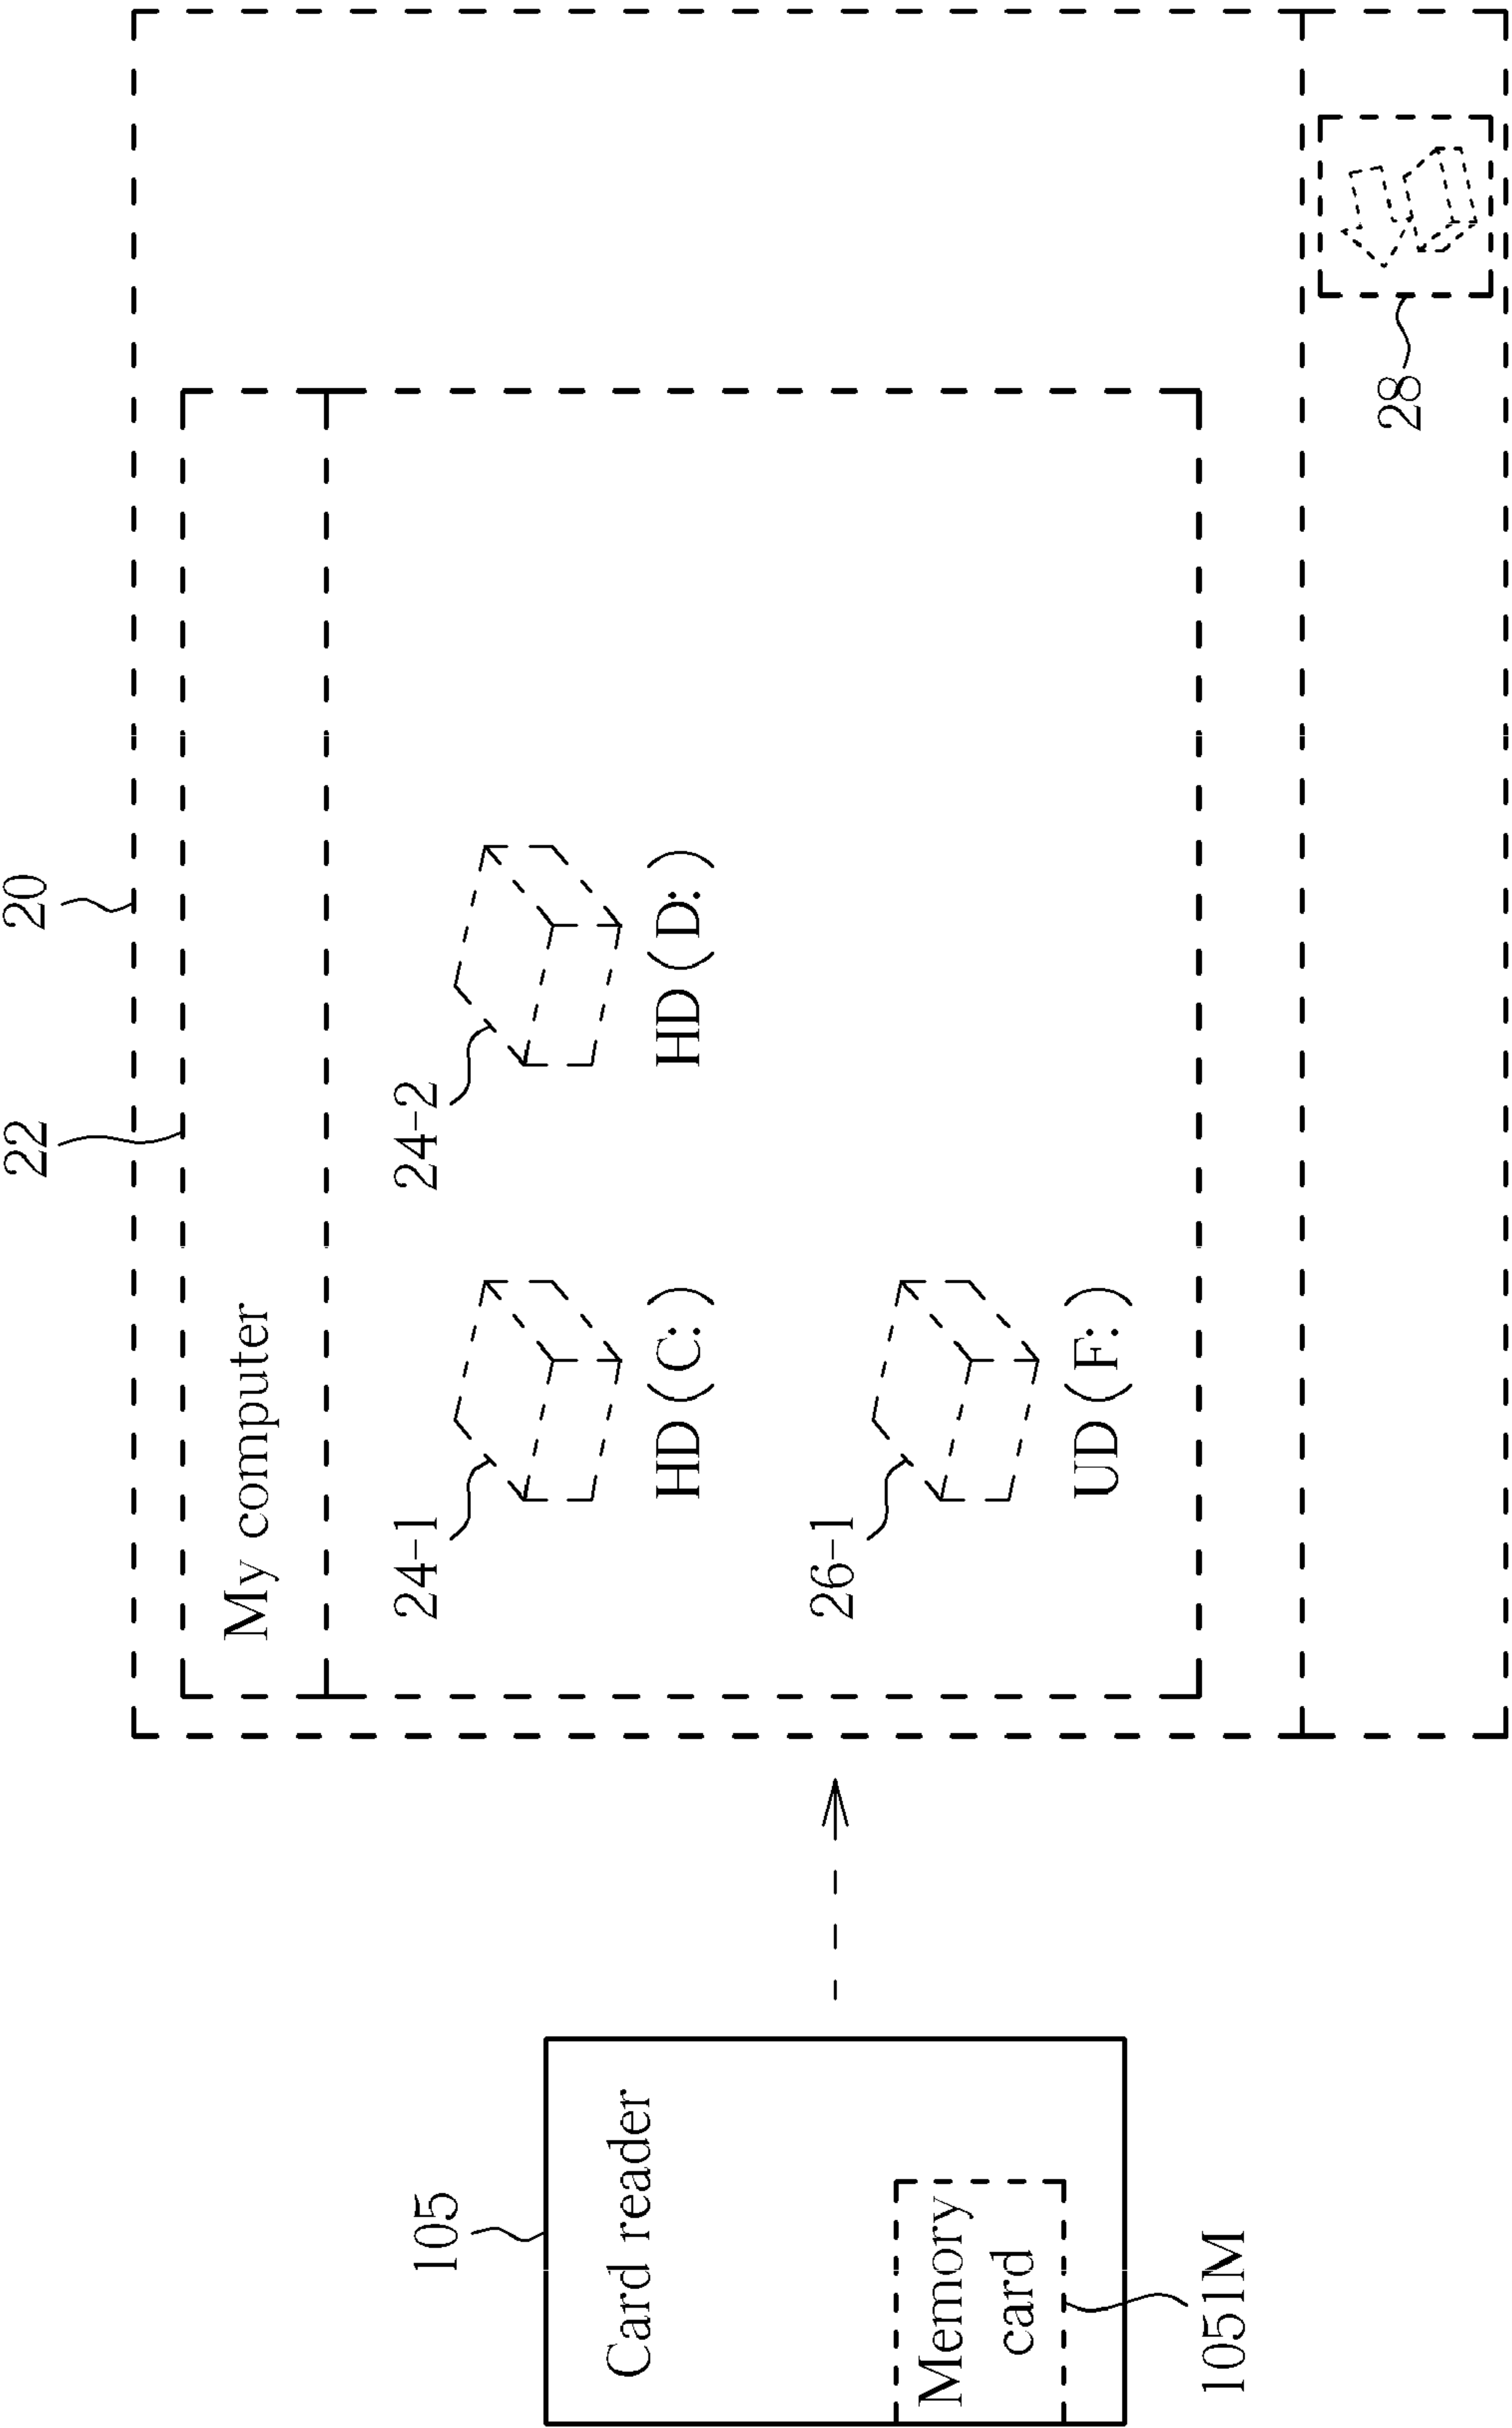 20
22
My computer
24-1
24-2
HD (C:)
HD (D:)
26-1
UD (F:)
28
105
Card reader
Memory
card
1051M